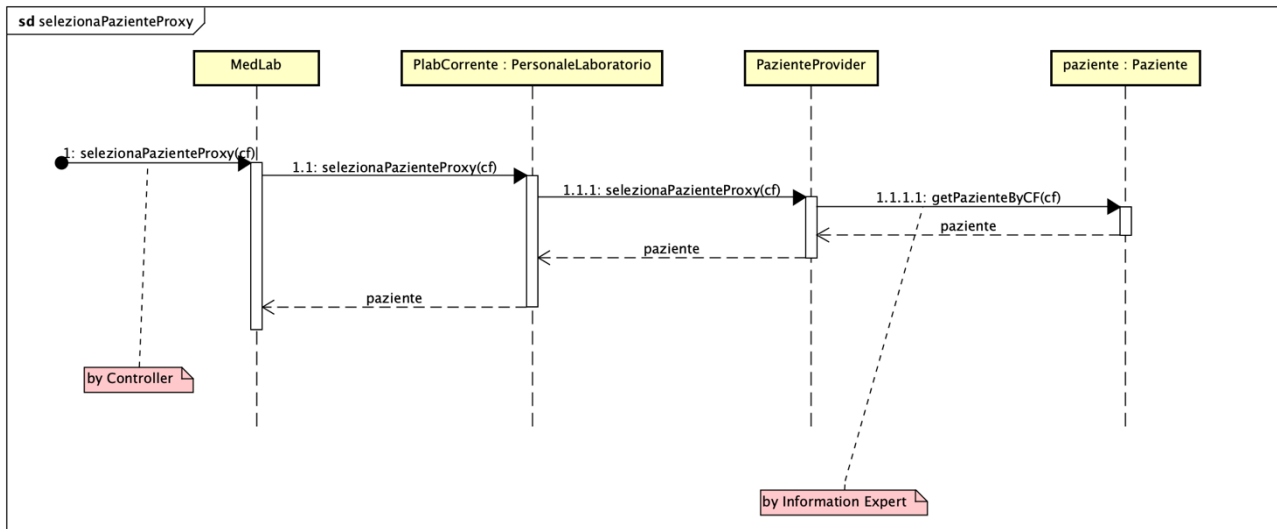 sd selezionaPazienteProxy
MedLab
PlabCorrente : PersonaleLaboratorio
PazienteProvider
paziente : Paziente
1: selezionaPazienteProxy(cf)
1.1: selezionaPazienteProxy(cf)
1.1.1: selezionaPazienteProxy(cf)
1.1.1.1: getPazienteByCF(cf)
paziente
paziente
paziente
by Controller
by Information Expert